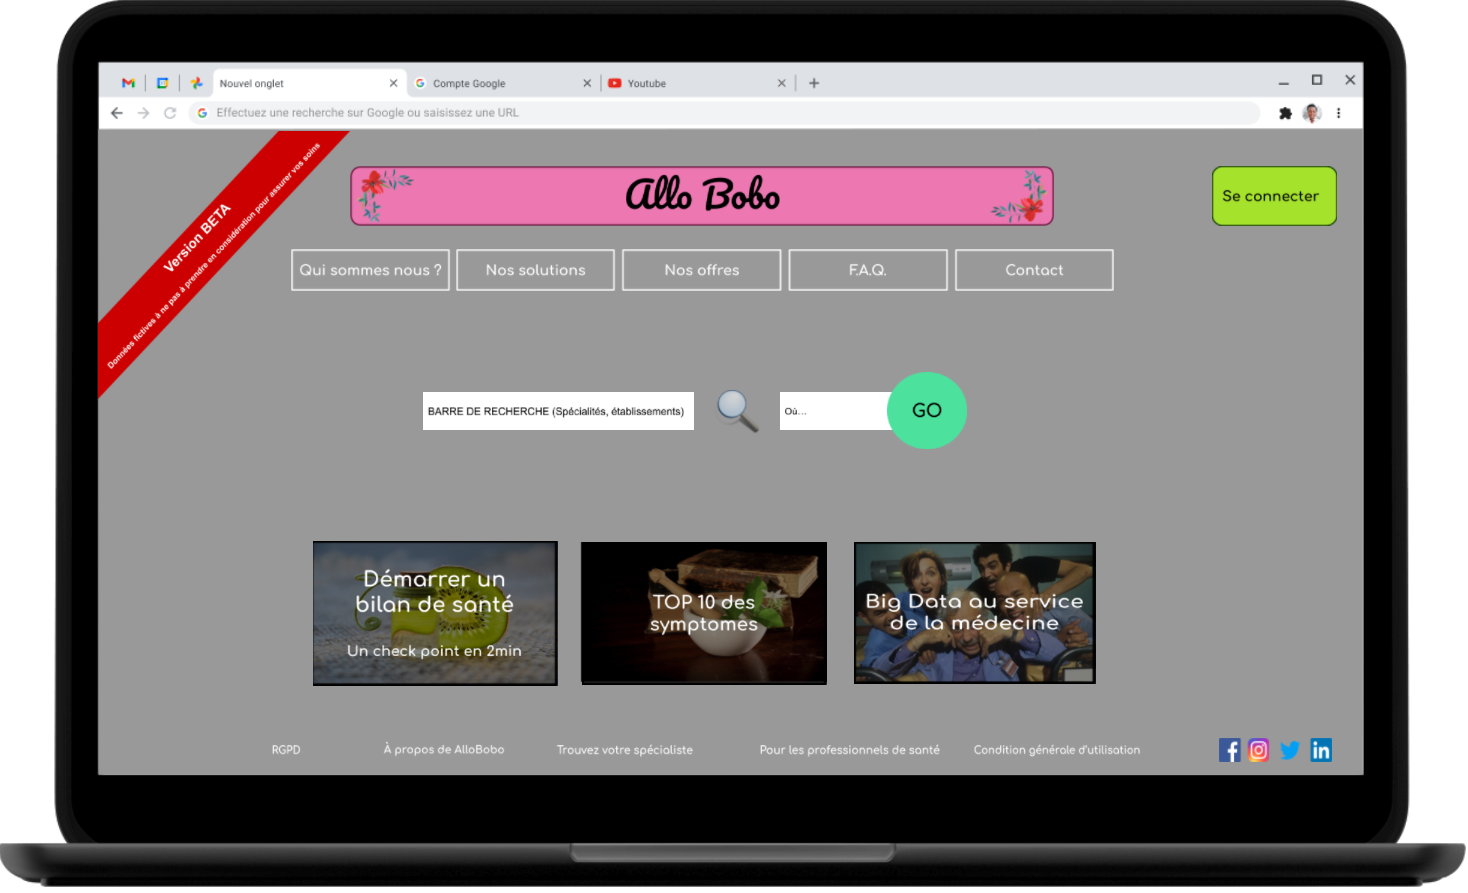 Nouvel onglet
Compte Google
Youtube
Effectuez une recherche sur Google ou saisissez une URL
Version BETA
Données fictives à ne pas à prendre en considération pour assurer vos soins
Allo Bobo
Se connecter
Qui sommes nous ?
Nos solutions
Nos offres
F.A.Q.
Contact
BARRE DE RECHERCHE (Spécialités, établissements)
Où...
GO
Démarrer un
bilan de santé
Un check point en 2min
TOP 10 des
symptomes
Big Data au service
de la médecine
RGPD
À propos de AlloBobo
Trouvez votre spécialiste
Pour les professionnels de santé
Condition générale d'utilisation